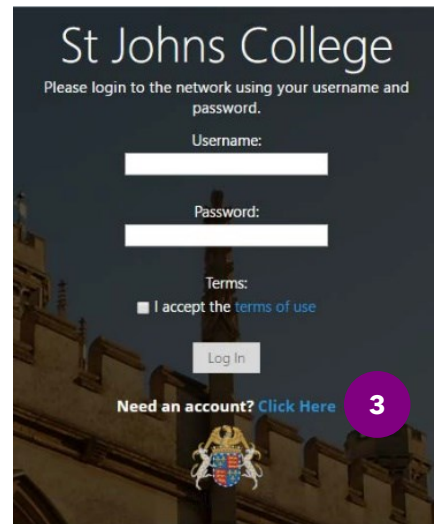 St Johns College
Please login to the network using your username and
password.
Username:
Password:
Terms:
I accept the terms of use
Log In
Need an account? Click Here
3